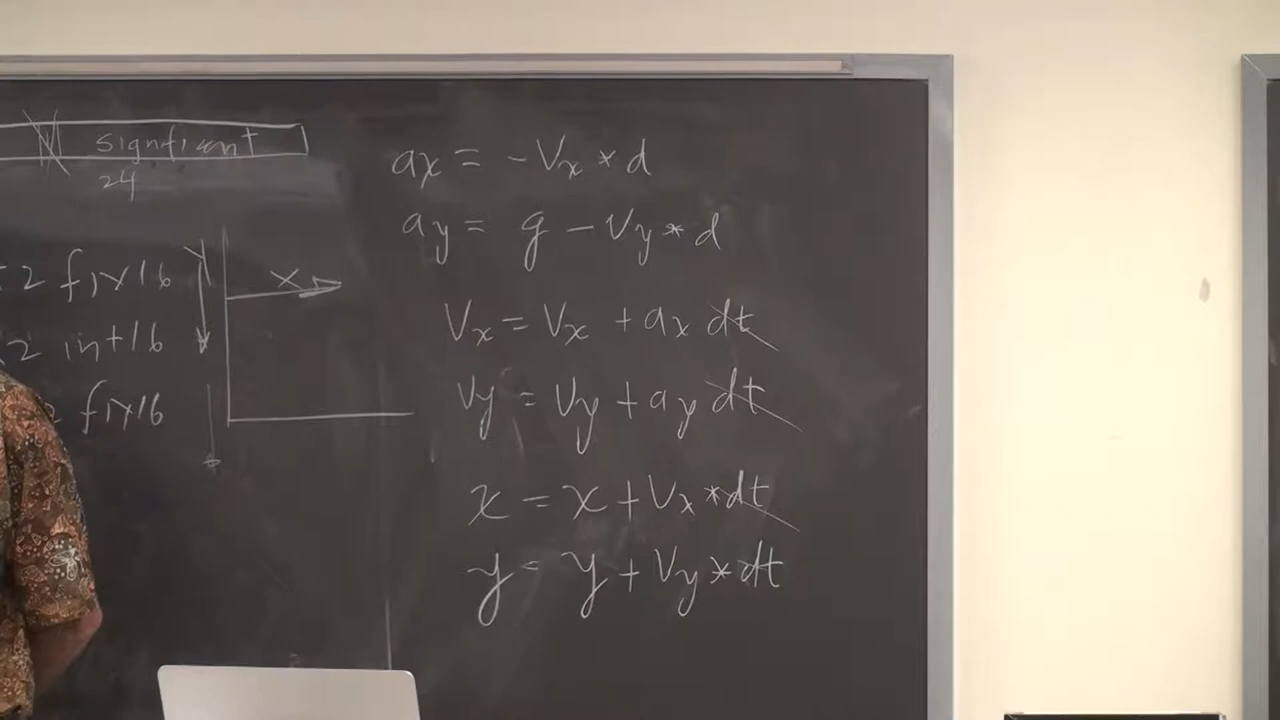 significant
24
2 fix16
2 int16
fix16
y
x
ax = -Vx * d
ay = g - Vy * d
Vx = Vx + ax dt
Vy = Vy + ay dt
x = x + Vx * dt
y = y + Vy * dt